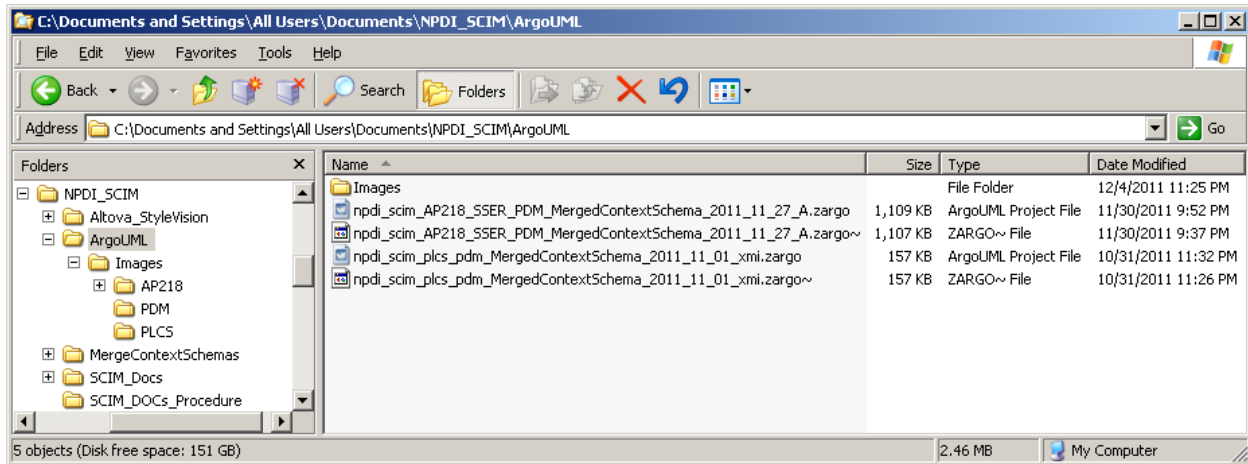 C:\Documents and Settings\All Users\Documents\NPDI_SCIM\ArgoUML
File Edit View Favorites Tools Help
Back Search Folders
Address C:\Documents and Settings\All Users\Documents\NPDI_SCIM\ArgoUML Go
Folders x Name Size Type Date Modified
NPDI_SCIM
Altova_StyleVision
ArgoUML
Images
AP218
PDM
PLCS
MergeContextSchemas
SCIM_Docs
SCIM_DOCs_Procedure
Images File Folder 12/4/2011 11:25 PM
npdi_scim_AP218_SSER_PDM_MergedContextSchema_2011_11_27_A.zargo 1,109 KB ArgoUML Project File 11/30/2011 9:52 PM
npdi_scim_AP218_SSER_PDM_MergedContextSchema_2011_11_27_A.zargo~ 1,107 KB ZARGO~ File 11/30/2011 9:37 PM
npdi_scim_plcs_pdm_MergedContextSchema_2011_11_01_xmi.zargo 157 KB ArgoUML Project File 10/31/2011 11:32 PM
npdi_scim_plcs_pdm_MergedContextSchema_2011_11_01_xmi.zargo~ 157 KB ZARGO~ File 10/31/2011 11:26 PM
5 objects (Disk free space: 151 GB) 2.46 MB My Computer